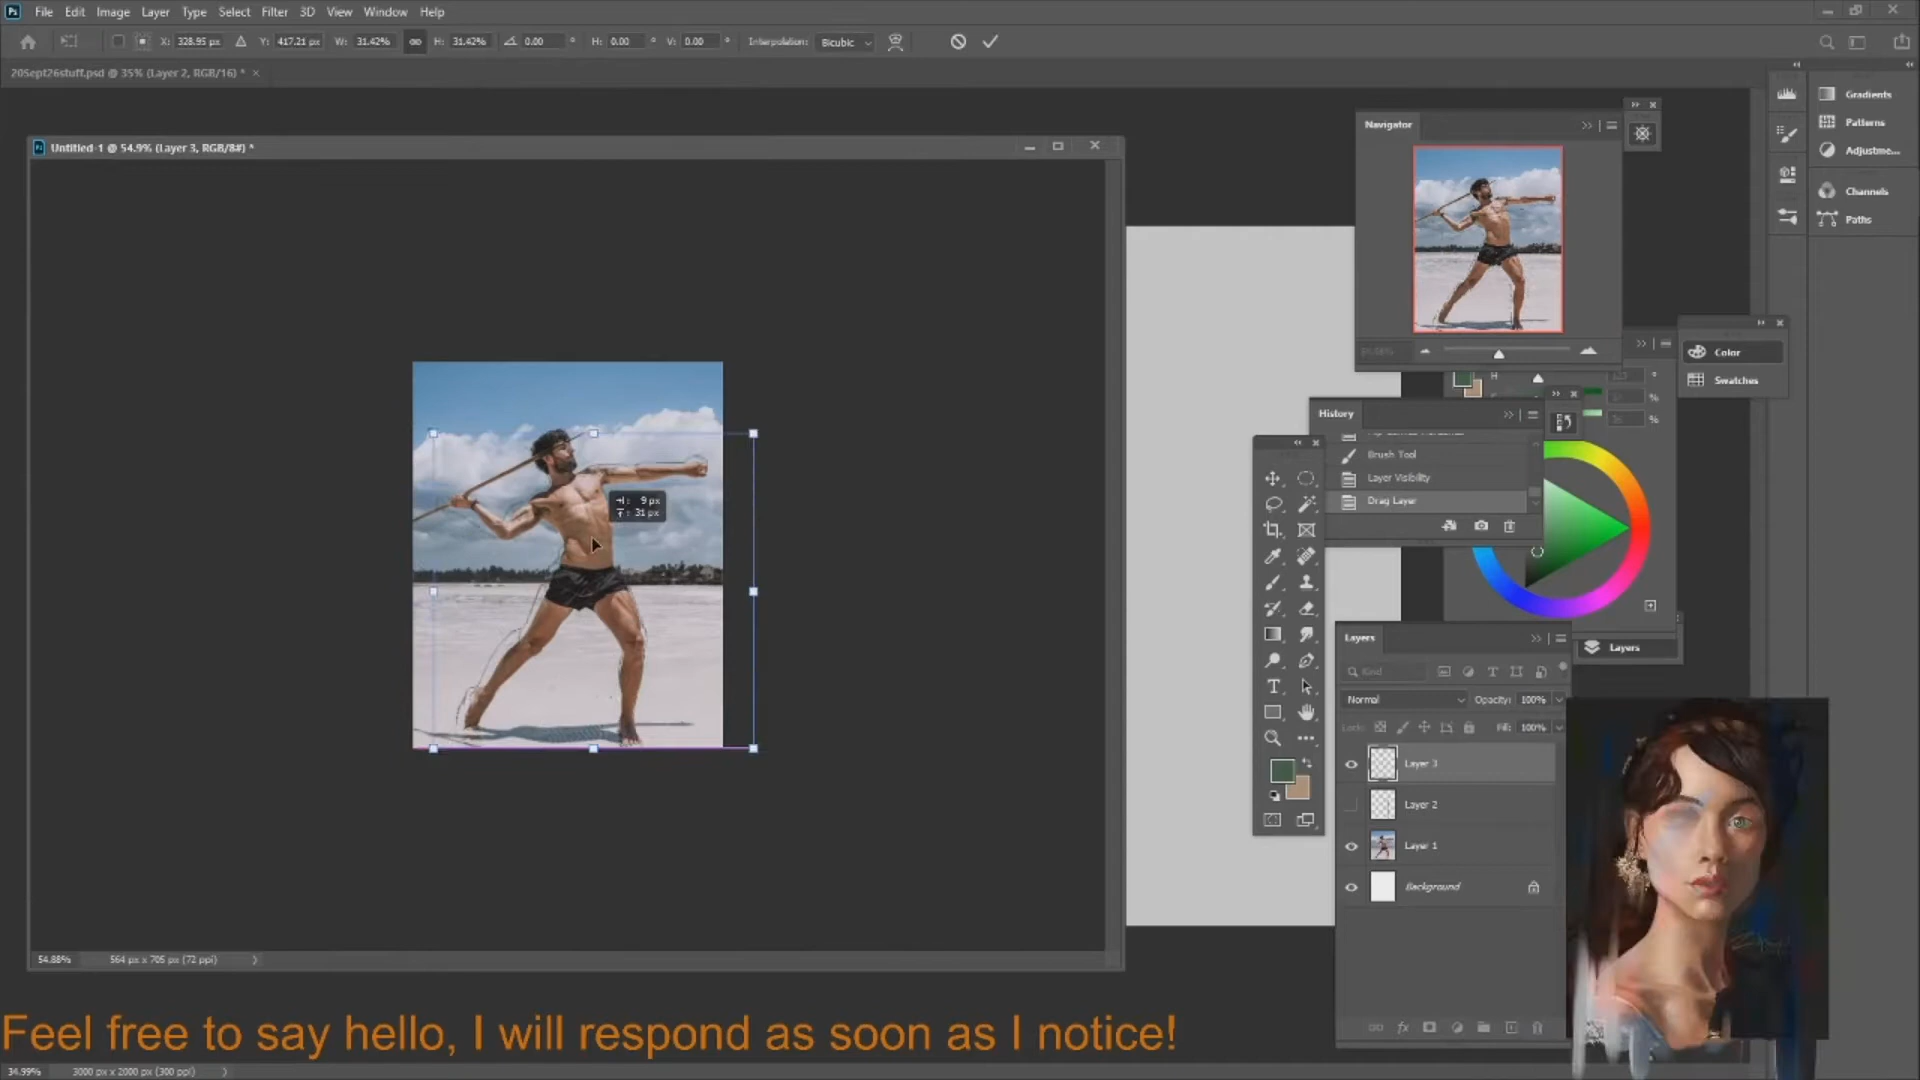 Ps File Edit Image Layer Type Select Filter 3D View Window Help
X: 328.95 px Y: 417.21 px W: 31.42% H: 31.42% 0.00 ° H: 0.00 ° V: 0.00 ° Interpolation: Bicubic
20Sept26stuff.psd @ 35% (Layer 2, RGB/16) * ×
Gradients
Patterns
Adjustme...
Channels
Paths
Navigator
Untitled-1 @ 54.9% (Layer 3, RGB/8#) *
Color
Swatches
H
°
%
%
History
Brush Tool
Layer Visibility
Drag Layer
9 px
31 px
Layers
Layers
Kind
Normal Opacity: 100%
Lock: Fill: 100%
Layer 3
Layer 2
Layer 1
Background
54.88% 564 px x 705 px (72 ppi)
Feel free to say hello, I will respond as soon as I notice!
34.99% 3000 px x 2000 px (300 ppi)